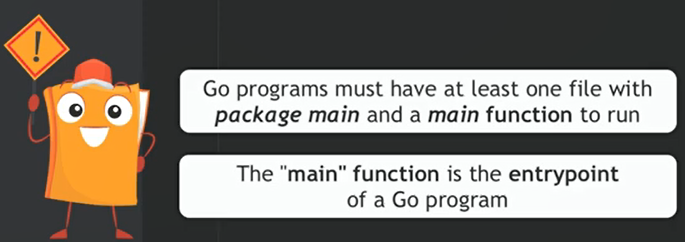 !
Go programs must have at least one file with
package main and a main function to run
The "main" function is the entrypoint
of a Go program